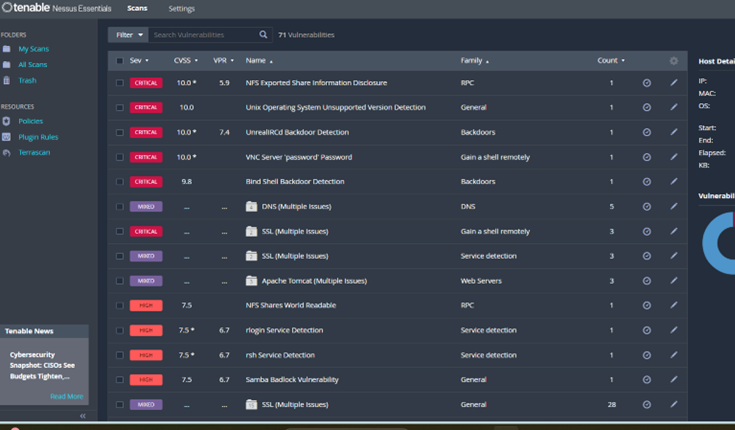 tenable Nessus Essentials Scans Settings
FOLDERS
My Scans
All Scans
Trash
RESOURCES
Policies
Plugin Rules
Terrascan
Tenable News
Cybersecurity
Snapshot: CISOs See
Budgets Tighten,...
Read More
Filter Search Vulnerabilities 71 Vulnerabilities
Sev CVSS VPR Name Family Count
CRITICAL 10.0 * 5.9 NFS Exported Share Information Disclosure RPC 1
CRITICAL 10.0 Unix Operating System Unsupported Version Detection General 1
CRITICAL 10.0 * 7.4 UnrealIRCd Backdoor Detection Backdoors 1
CRITICAL 10.0 * VNC Server 'password' Password Gain a shell remotely 1
CRITICAL 9.8 Bind Shell Backdoor Detection Backdoors 1
MIXED ... ... DNS (Multiple Issues) DNS 5
CRITICAL ... ... SSL (Multiple Issues) Gain a shell remotely 3
MIXED ... ... SSL (Multiple Issues) Service detection 3
MIXED ... ... Apache Tomcat (Multiple Issues) Web Servers 3
HIGH 7.5 NFS Shares World Readable RPC 1
HIGH 7.5 * 6.7 rlogin Service Detection Service detection 1
HIGH 7.5 * 6.7 rsh Service Detection Service detection 1
HIGH 7.5 6.7 Samba Badlock Vulnerability General 1
MIXED ... ... SSL (Multiple Issues) General 28
Host Detai
IP:
MAC:
OS:
Start:
End:
Elapsed:
KB:
Vulnerabil